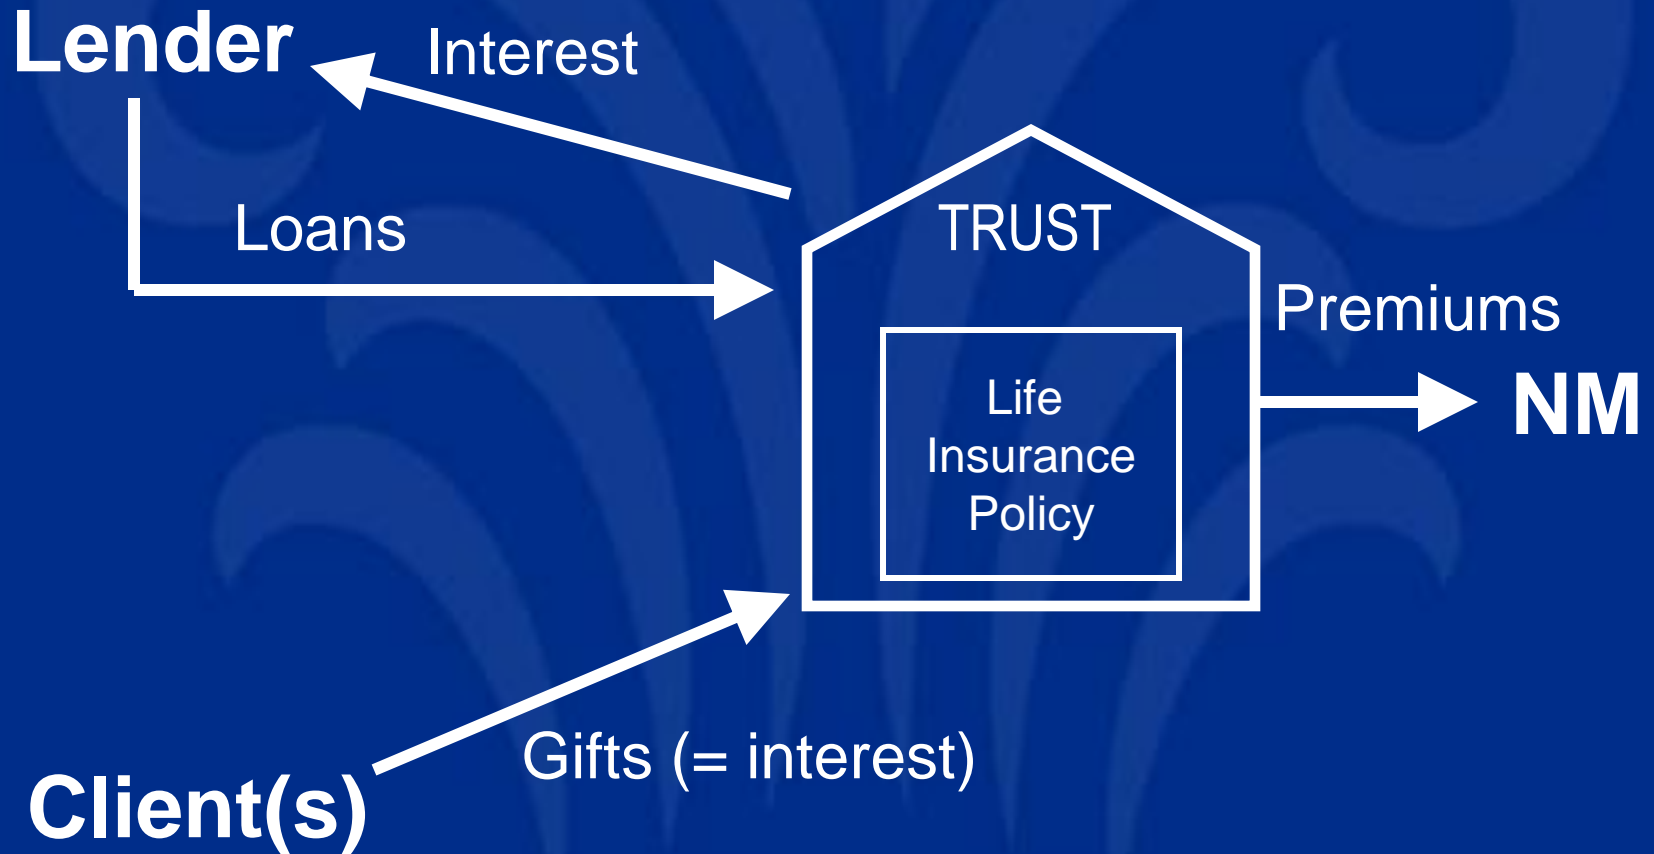 Lender
Interest
Loans
TRUST
Premiums
Life
Insurance
Policy
NM
Gifts (= interest)
Client(s)